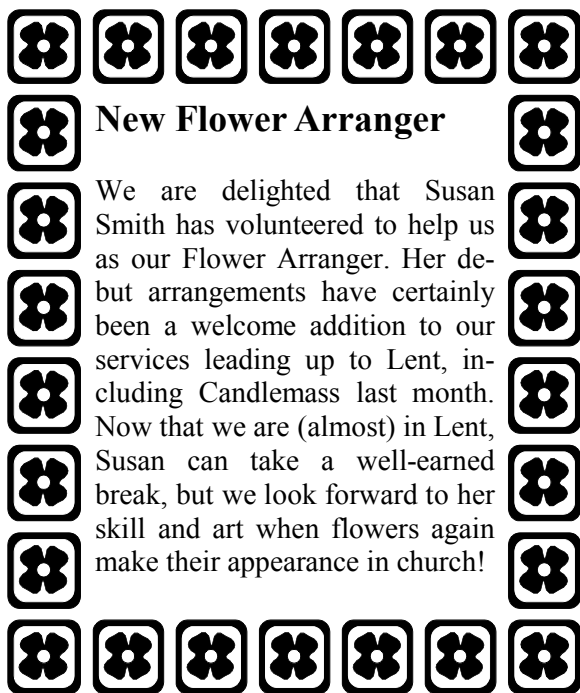 New Flower Arranger
We are delighted that Susan
Smith has volunteered to help us
as our Flower Arranger. Her de-
but arrangements have certainly
been a welcome addition to our
services leading up to Lent, in-
cluding Candlemass last month.
Now that we are (almost) in Lent,
Susan can take a well-earned
break, but we look forward to her
skill and art when flowers again
make their appearance in church!